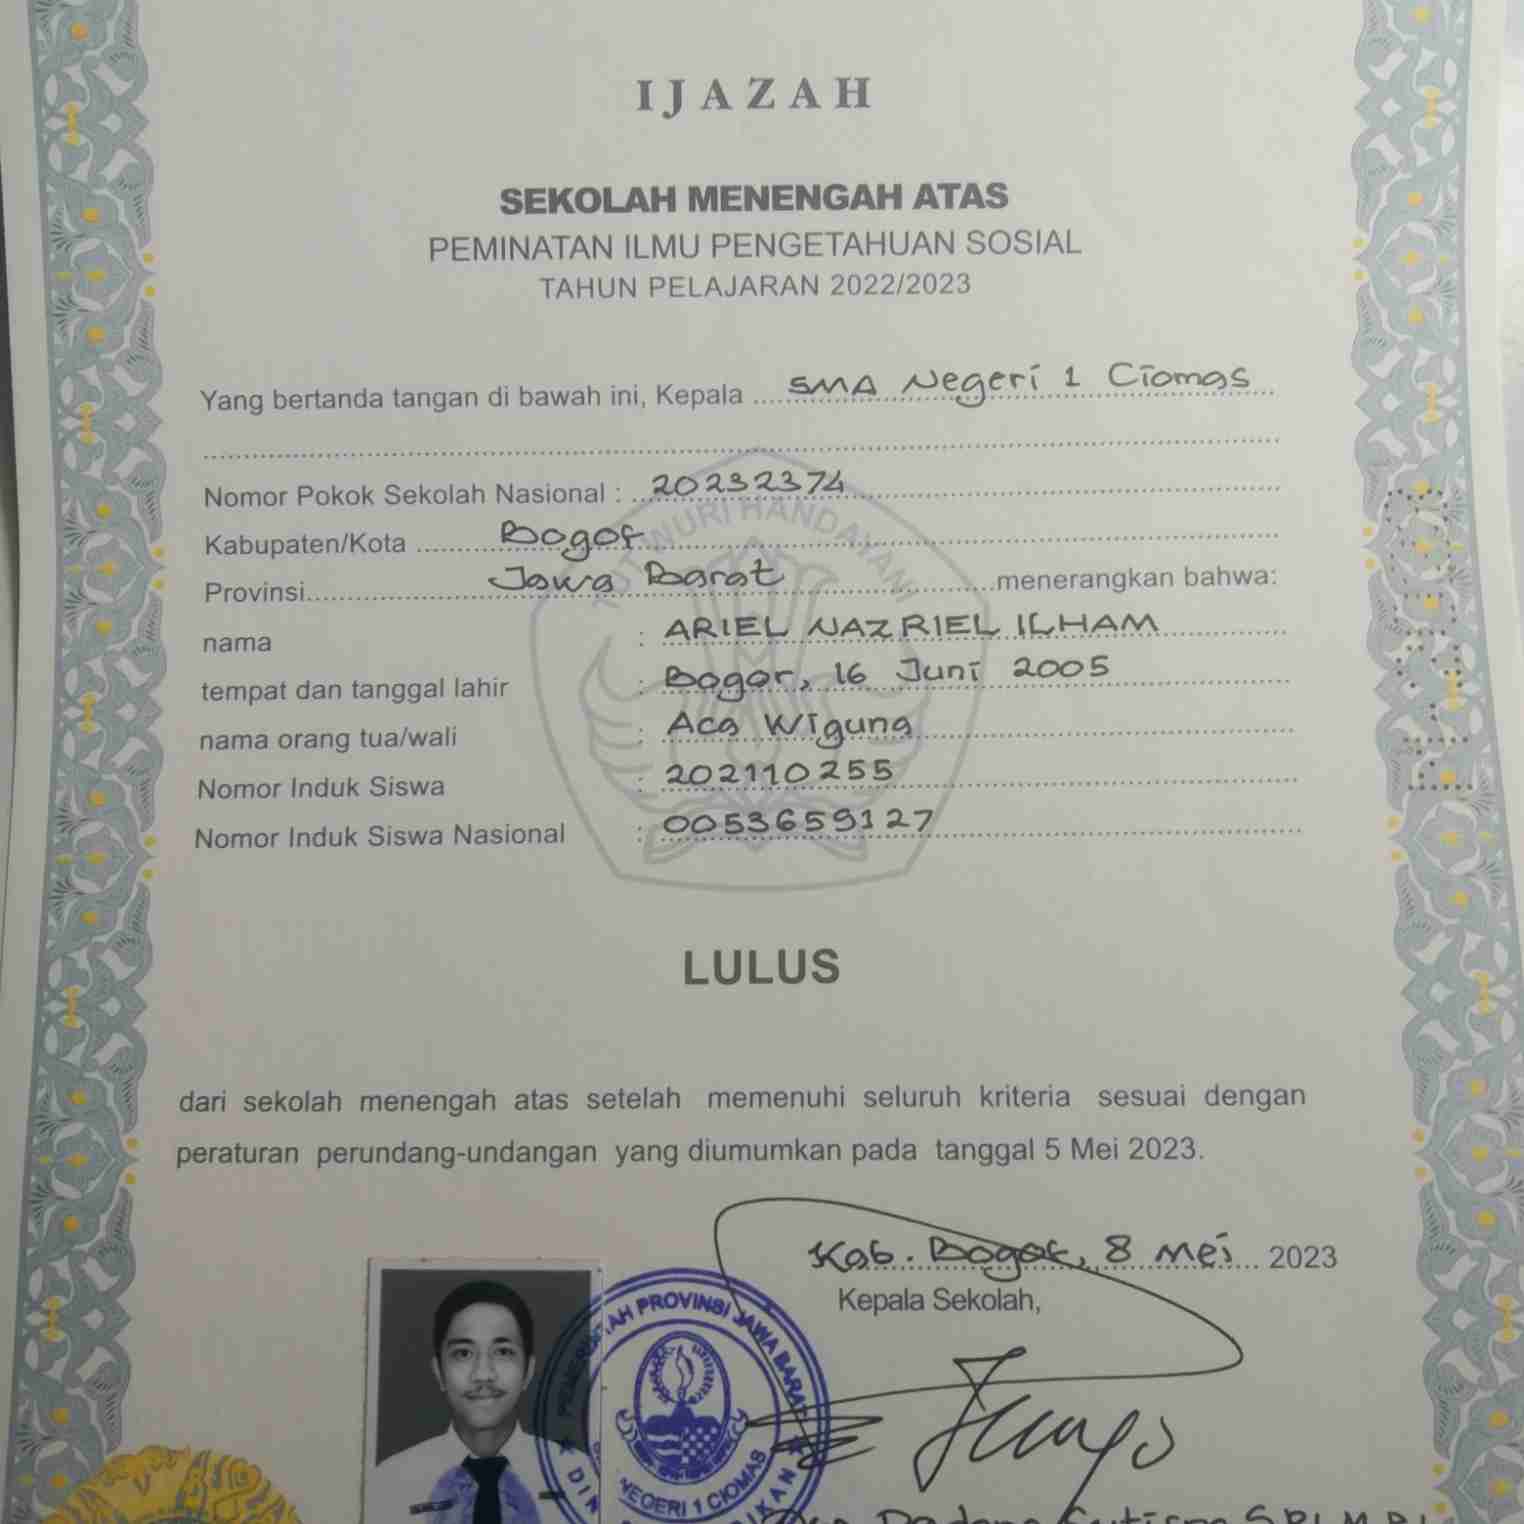 IJAZAH
SEKOLAH MENENGAH ATAS
PEMINATAN ILMU PENGETAHUAN SOSIAL
TAHUN PELAJARAN 2022/2023
Yang bertanda tangan di bawah ini, Kepala SMA Negeri 1 Ciomas
Nomor Pokok Sekolah Nasional : 20232374
Kabupaten/Kota Bogor
Provinsi Jawa Barat menerangkan bahwa:
nama : ARIEL NAZRIEL ILHAM
tempat dan tanggal lahir : Bogor, 16 Juni 2005
nama orang tua/wali : Aca Wiguna
Nomor Induk Siswa : 202110255
Nomor Induk Siswa Nasional : 0053659127
TUT WURI HANDAYANI
LULUS
dari sekolah menengah atas setelah memenuhi seluruh kriteria sesuai dengan
peraturan perundang-undangan yang diumumkan pada tanggal 5 Mei 2023.
Kab. Bogor, 8 Mei 2023
Kepala Sekolah,
PEMERINTAH PROVINSI JAWA BARAT
NEGERI 1 CIOMAS